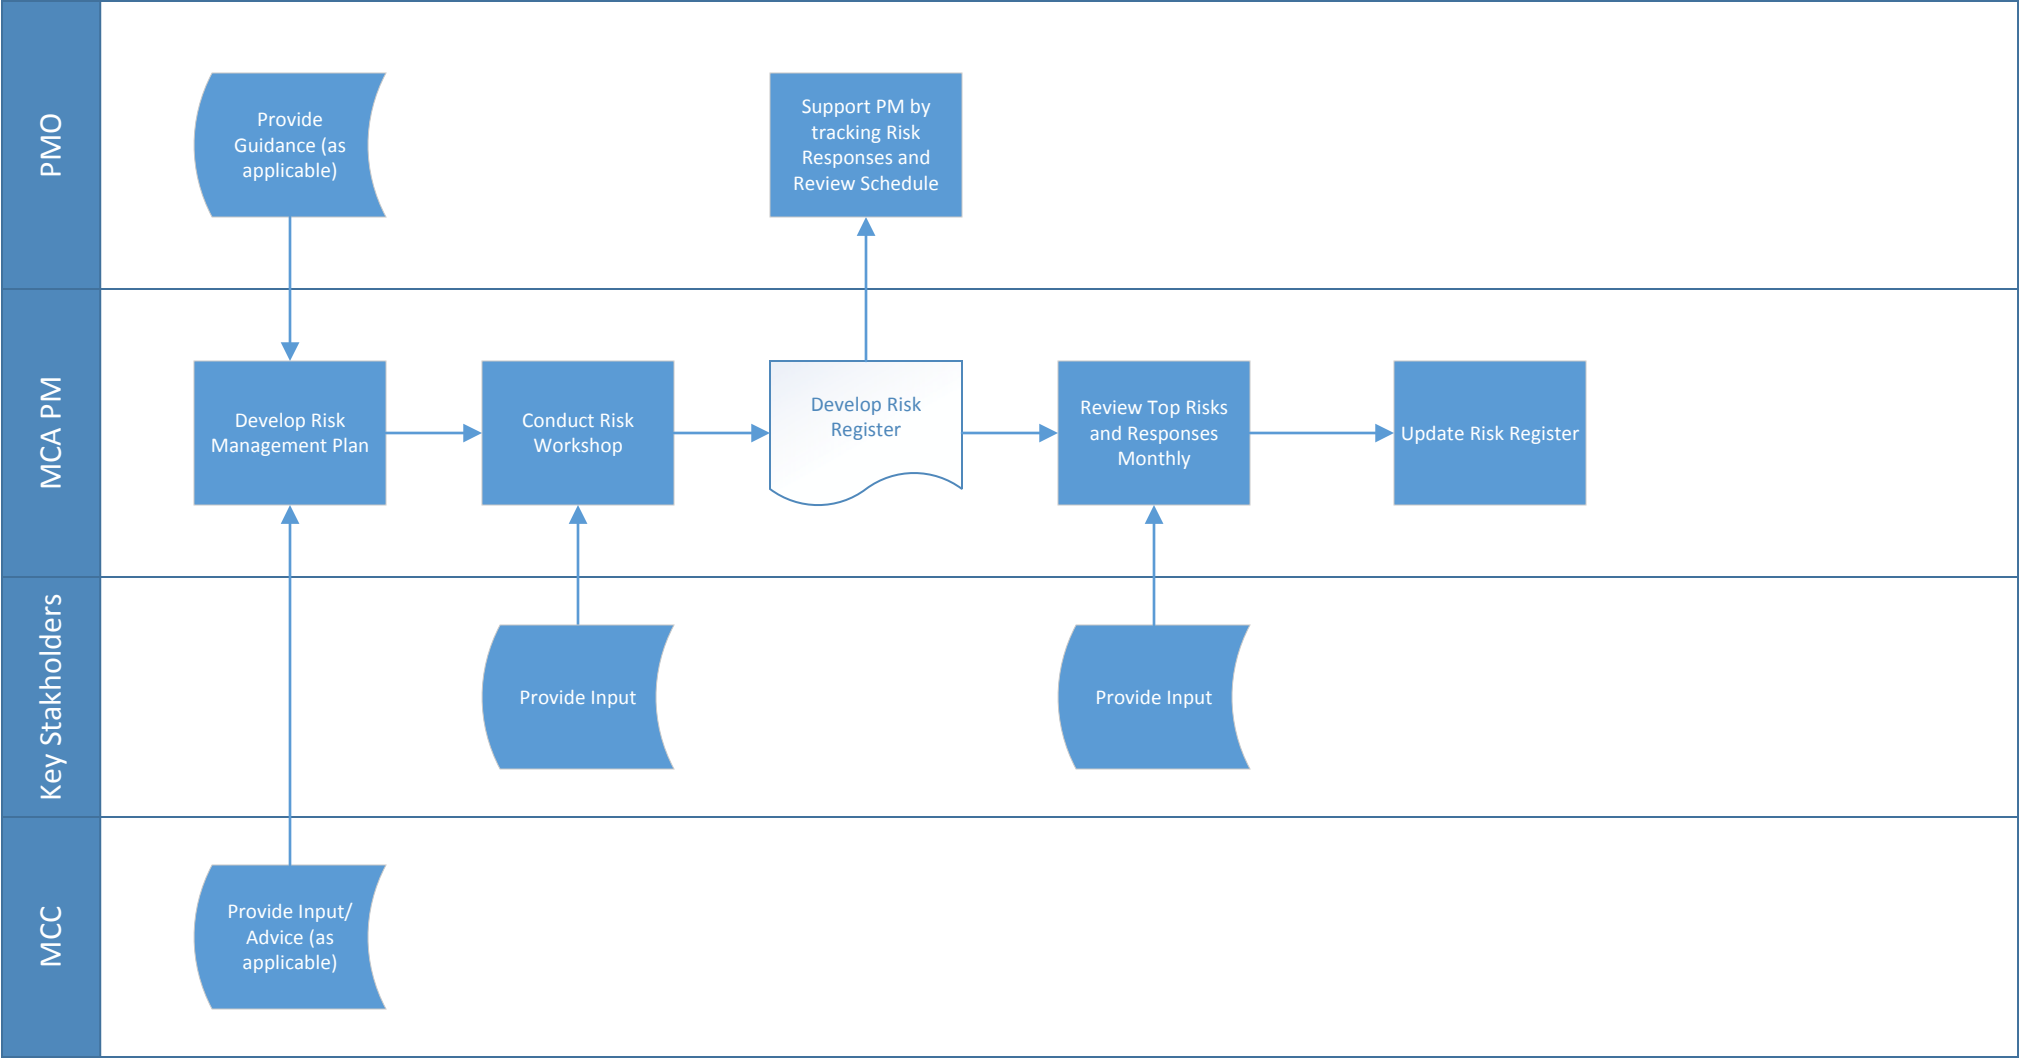 PMO
Provide
Guidance (as
applicable)
Support PM by
tracking Risk
Responses and
Review Schedule
MCA PM
Develop Risk
Management Plan
Conduct Risk
Workshop
Develop Risk
Register
Review Top Risks
and Responses
Monthly
Update Risk Register
Key Stakholders
Provide Input
Provide Input
MCC
Provide Input/
Advice (as
applicable)